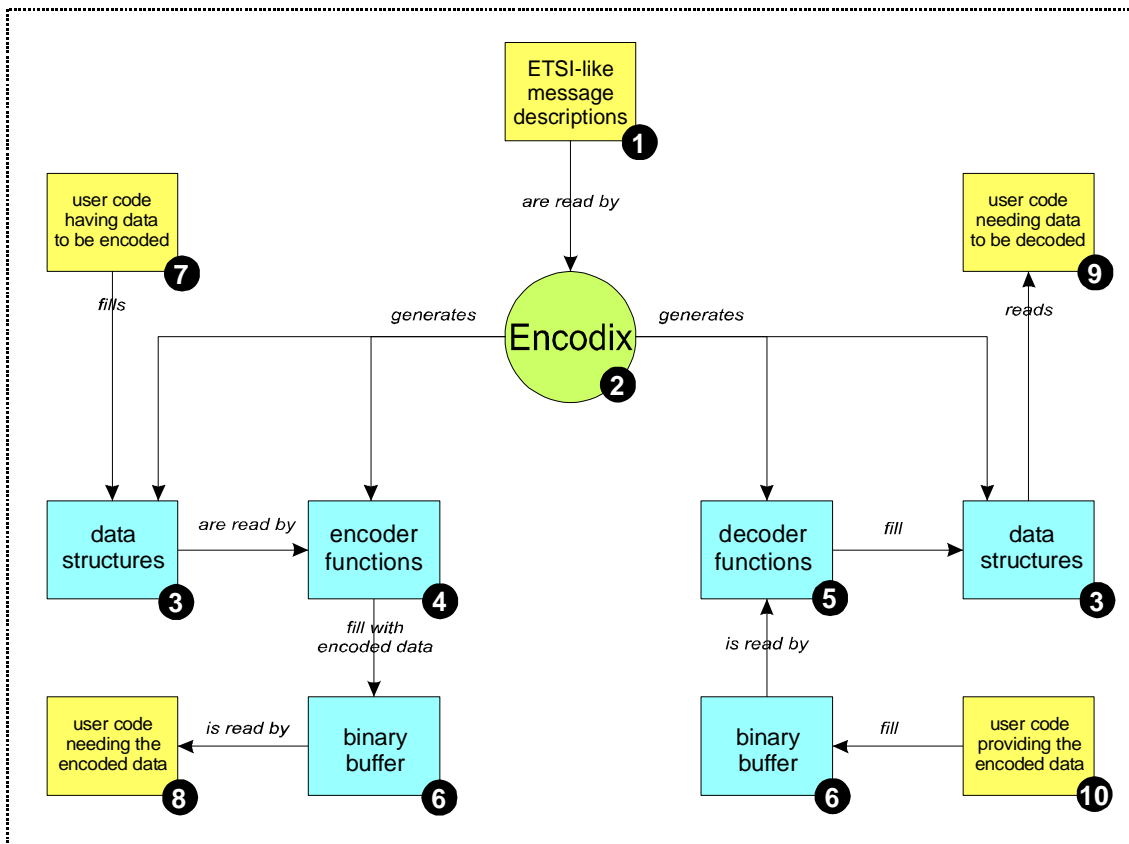 ETSI-like
message
descriptions
1
are read by
user code
having data
to be encoded
7
user code
needing data
to be decoded
9
fills
generates
Encodix
2
generates
reads
data
structures
3
are read by
encoder
functions
4
decoder
functions
5
fill
data
structures
3
fill with
encoded data
is read by
user code
needing the
encoded data
8
is read by
binary
buffer
6
binary
buffer
6
fill
user code
providing the
encoded data
10